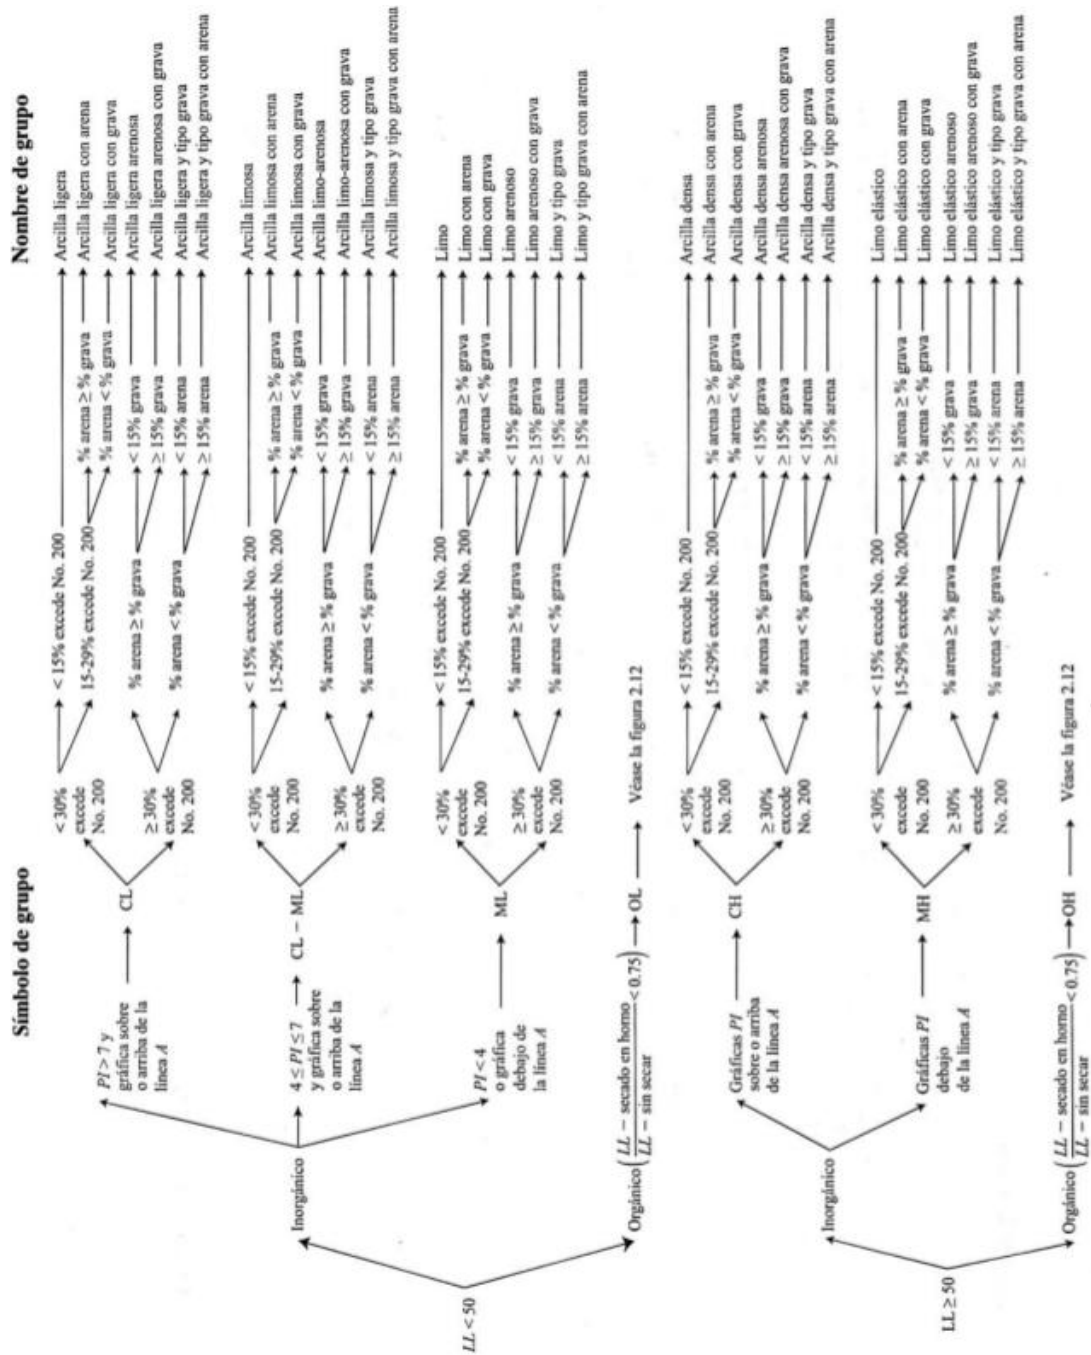 Símbolo de grupo
Nombre de grupo
LL < 50
Inorgánico
PI > 7 y
gráfica sobre
o arriba de la
línea A
CL
< 30%
excede
No. 200
< 15% excede No. 200
Arcilla ligera
15-29% excede No. 200
% arena ≥ % grava
Arcilla ligera con arena
% arena < % grava
Arcilla ligera con grava
≥ 30%
excede
No. 200
% arena ≥ % grava
< 15% grava
Arcilla ligera arenosa
≥ 15% grava
Arcilla ligera arenosa con grava
% arena < % grava
< 15% arena
Arcilla ligera y tipo grava
≥ 15% arena
Arcilla ligera y tipo grava con arena
4 ≤ PI ≤ 7
y gráfica sobre
o arriba de la
línea A
CL − ML
< 30%
excede
No. 200
< 15% excede No. 200
Arcilla limosa
15-29% excede No. 200
% arena ≥ % grava
Arcilla limosa con arena
% arena < % grava
Arcilla limosa con grava
≥ 30%
excede
No. 200
% arena ≥ % grava
< 15% grava
Arcilla limo-arenosa
≥ 15% grava
Arcilla limo-arenosa con grava
% arena < % grava
< 15% arena
Arcilla limosa y tipo grava
≥ 15% arena
Arcilla limosa y tipo grava con arena
PI < 4
o gráfica
debajo de
la línea A
ML
< 30%
excede
No. 200
< 15% excede No. 200
Limo
15-29% excede No. 200
% arena ≥ % grava
Limo con arena
% arena < % grava
Limo con grava
≥ 30%
excede
No. 200
% arena ≥ % grava
< 15% grava
Limo arenoso
≥ 15% grava
Limo arenoso con grava
% arena < % grava
< 15% arena
Limo y tipo grava
≥ 15% arena
Limo y tipo grava con arena
Orgánico (LL − secado en horno / LL − sin secar < 0.75)
OL
Véase la figura 2.12
LL ≥ 50
Inorgánico
Gráficas PI
sobre o arriba
de la línea A
CH
< 30%
excede
No. 200
< 15% excede No. 200
Arcilla densa
15-29% excede No. 200
% arena ≥ % grava
Arcilla densa con arena
% arena < % grava
Arcilla densa con grava
≥ 30%
excede
No. 200
% arena ≥ % grava
< 15% grava
Arcilla densa arenosa
≥ 15% grava
Arcilla densa arenosa con grava
% arena < % grava
< 15% arena
Arcilla densa y tipo grava
≥ 15% arena
Arcilla densa y tipo grava con arena
Gráficas PI
debajo
de la línea A
MH
< 30%
excede
No. 200
< 15% excede No. 200
Limo elástico
15-29% excede No. 200
% arena ≥ % grava
Limo elástico con arena
% arena < % grava
Limo elástico con grava
≥ 30%
excede
No. 200
% arena ≥ % grava
< 15% grava
Limo elástico arenoso
≥ 15% grava
Limo elástico arenoso con grava
% arena < % grava
< 15% arena
Limo elástico y tipo grava
≥ 15% arena
Limo elástico y tipo grava con arena
Orgánico (LL − secado en horno / LL − sin secar < 0.75)
OH
Véase la figura 2.12